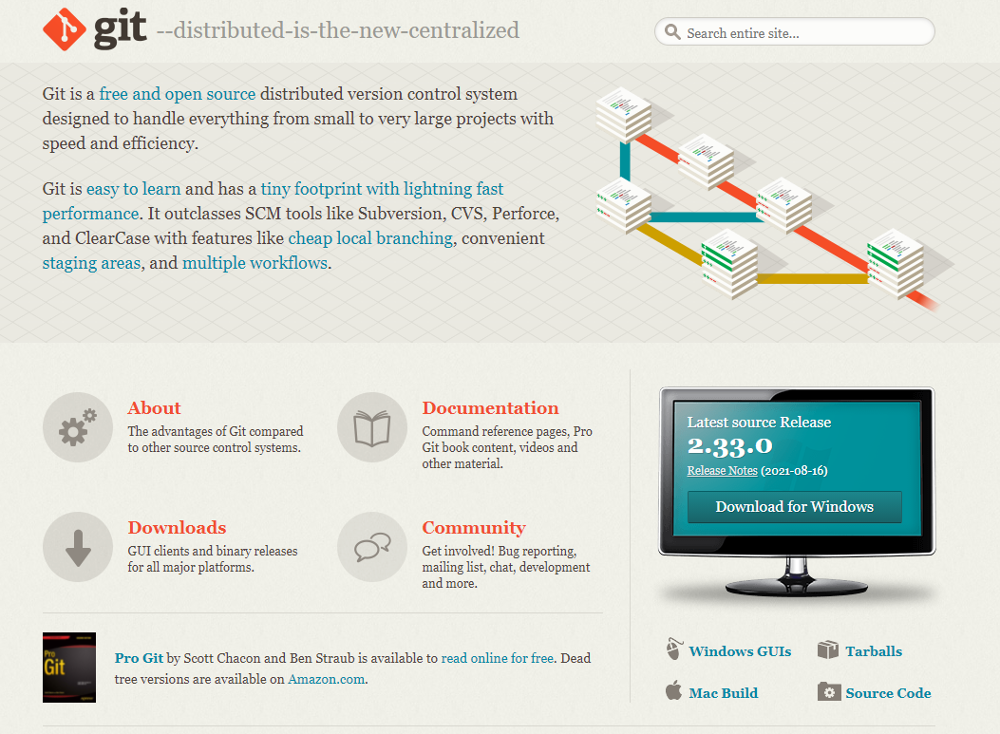 git --distributed-is-the-new-centralized
Search entire site...
Git is a free and open source distributed version control system
designed to handle everything from small to very large projects with
speed and efficiency.
Git is easy to learn and has a tiny footprint with lightning fast
performance. It outclasses SCM tools like Subversion, CVS, Perforce,
and ClearCase with features like cheap local branching, convenient
staging areas, and multiple workflows.
About
The advantages of Git compared
to other source control systems.
Documentation
Command reference pages, Pro
Git book content, videos and
other material.
Downloads
GUI clients and binary releases
for all major platforms.
Community
Get involved! Bug reporting,
mailing list, chat, development
and more.
Latest source Release
2.33.0
Release Notes (2021-08-16)
Download for Windows
Pro
Git
Pro Git by Scott Chacon and Ben Straub is available to read online for free. Dead
tree versions are available on Amazon.com.
Windows GUIs
Tarballs
Mac Build
Source Code